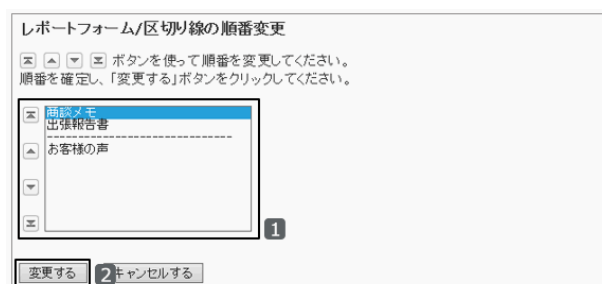 レポートフォーム/区切り線の順番変更
ボタンを使って順番を変更してください。
順番を確定し、「変更する」ボタンをクリックしてください。
商談メモ
出張報告書
------------------------------
お客様の声
1
変更する 2 キャンセルする